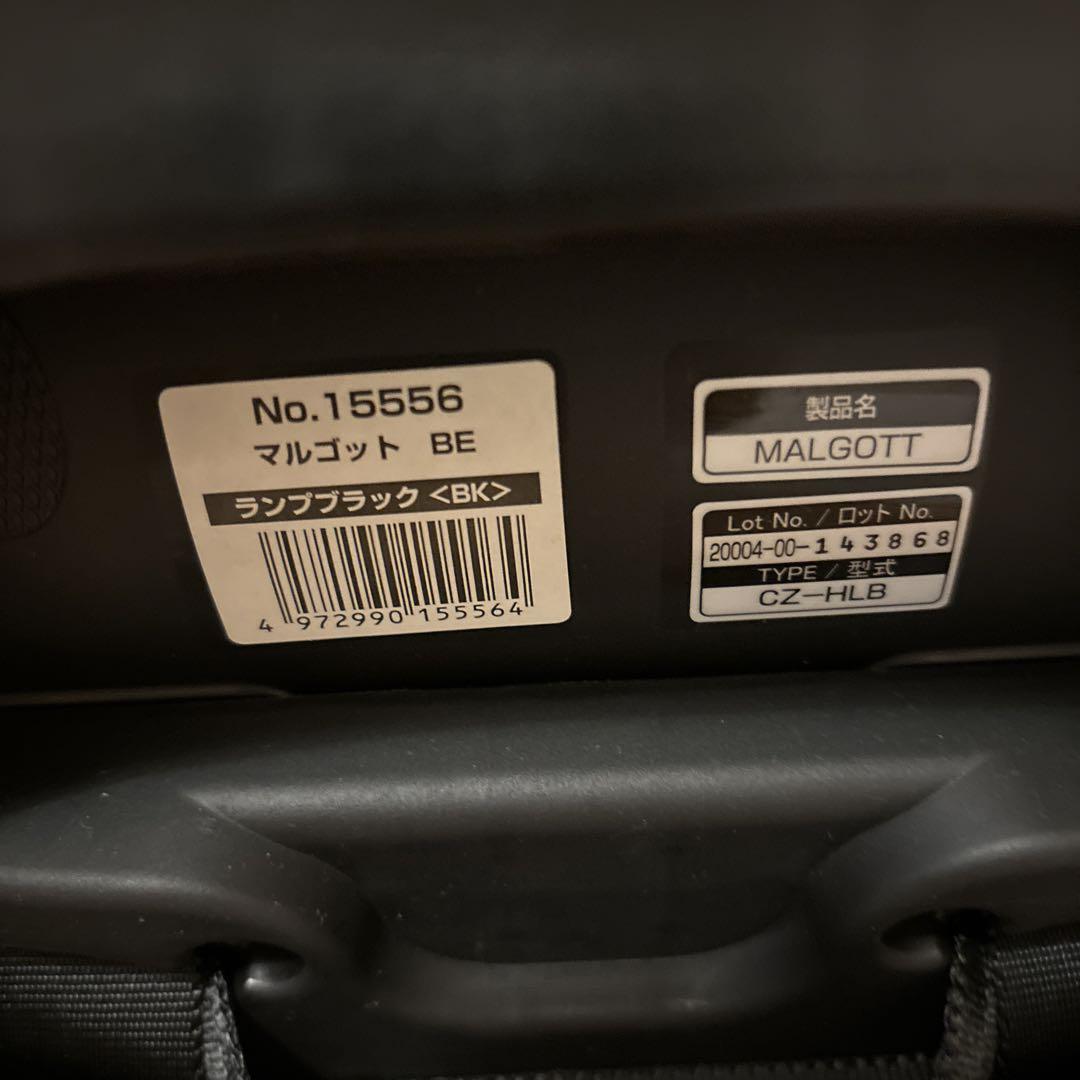 No.15556
マルゴット BE
ランプブラック<BK>
4 972990 155564
製品名
MALGOTT
Lot No. / ロット No.
20004-00-143868
TYPE / 型式
CZ-HLB